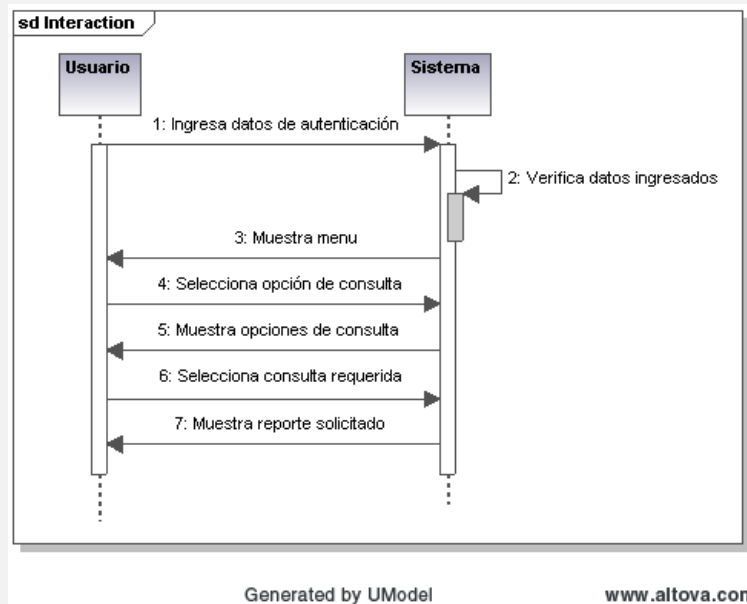 sd Interaction
Usuario
Sistema
1: Ingresa datos de autenticación
2: Verifica datos ingresados
3: Muestra menu
4: Selecciona opción de consulta
5: Muestra opciones de consulta
6: Selecciona consulta requerida
7: Muestra reporte solicitado
Generated by UModel
www.altova.com